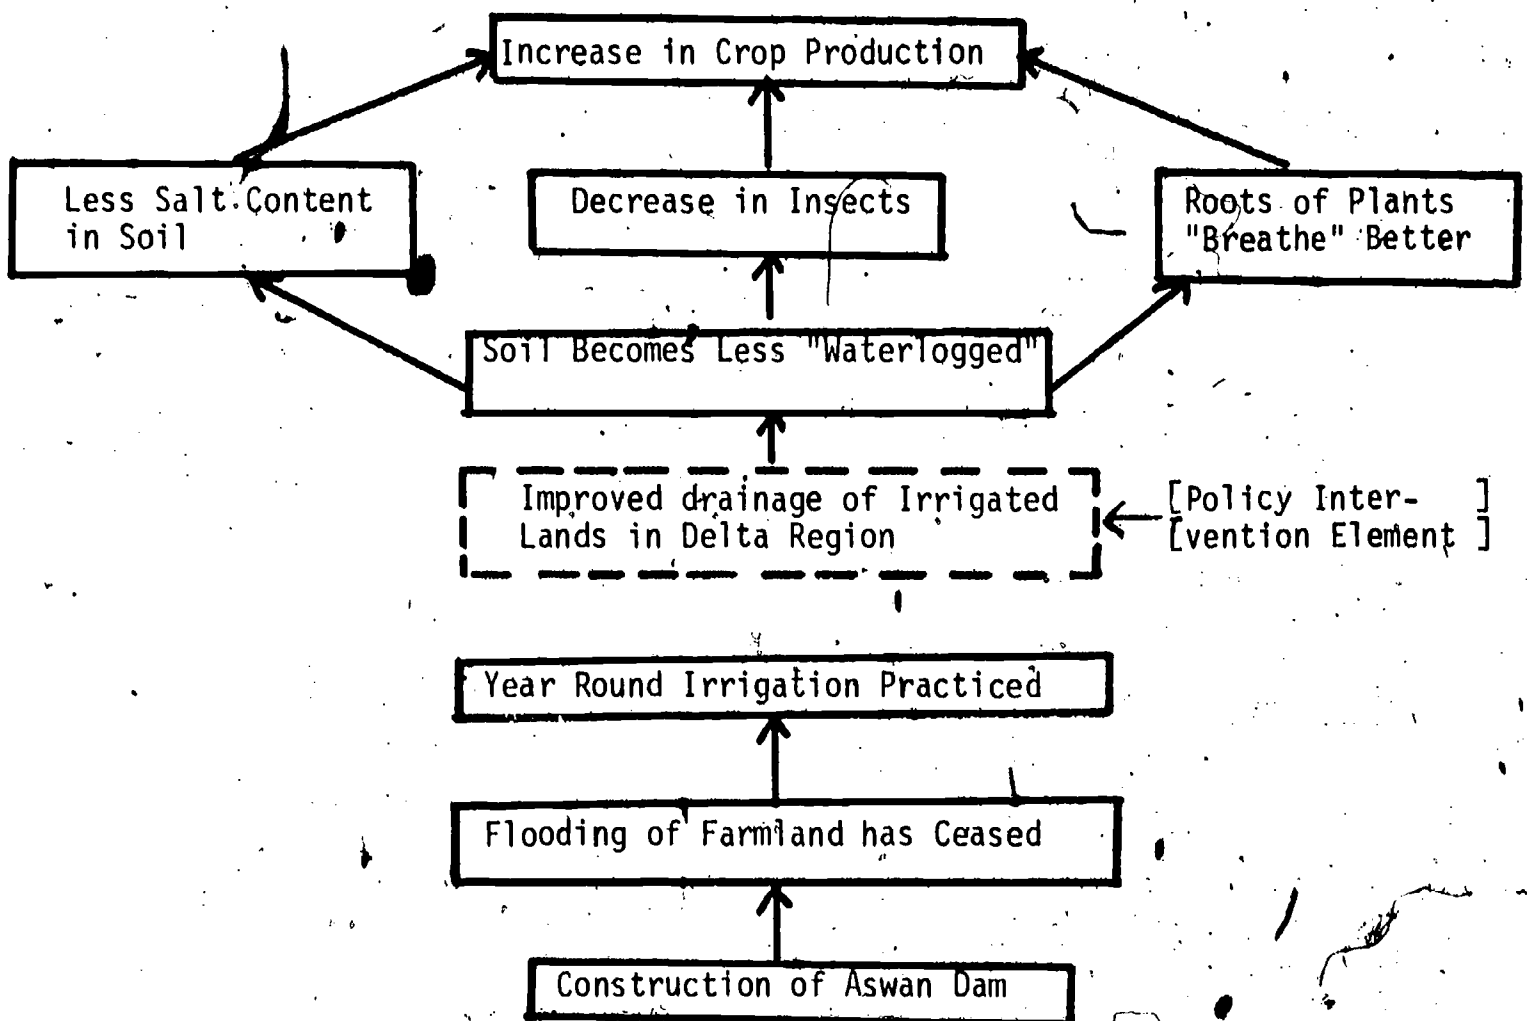 Increase in Crop Production
Less Salt Content
in Soil
Decrease in Insects
Roots of Plants
"Breathe" Better
Soil Becomes Less "Waterlogged"
Improved drainage of Irrigated
Lands in Delta Region
[Policy Inter- ]
[vention Element ]
Year Round Irrigation Practiced
Flooding of Farmland has Ceased
Construction of Aswan Dam